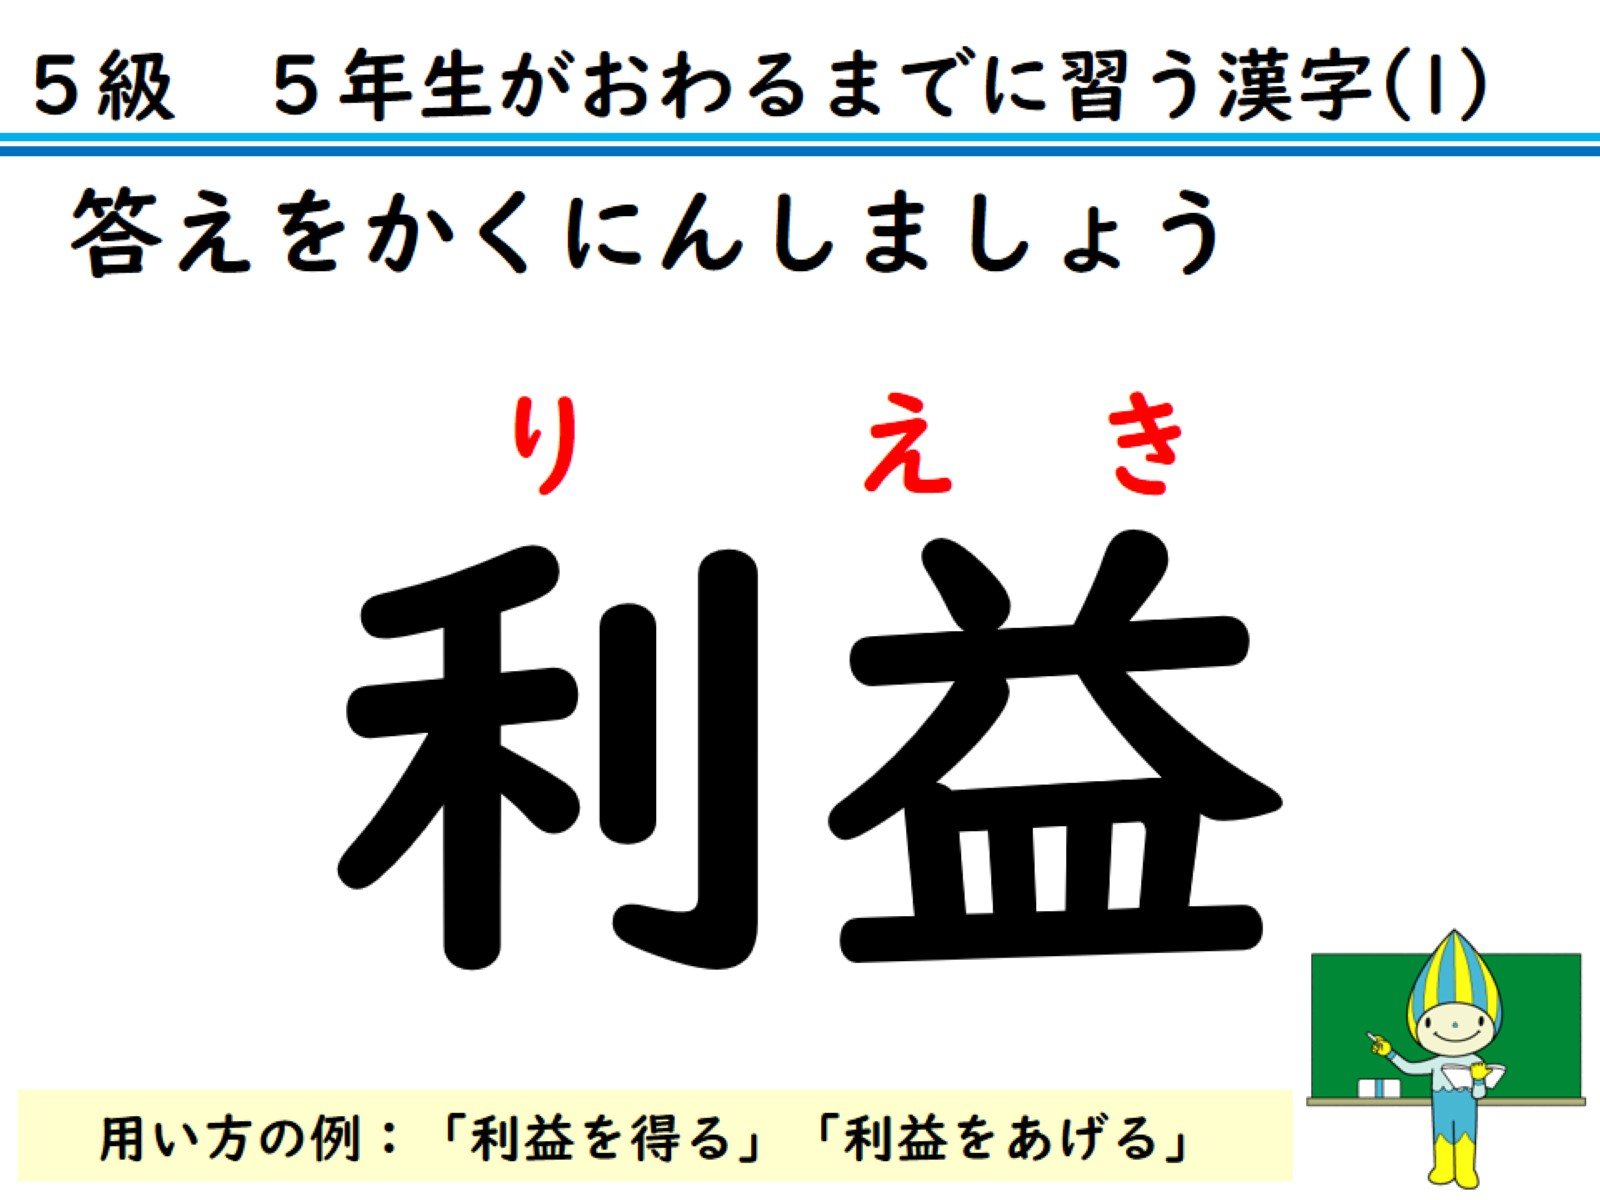 ５級　５年生がおわるまでに習う漢字(1)
答えをかくにんしましょう
り　え　き
利益
用い方の例：「利益を得る」「利益をあげる」